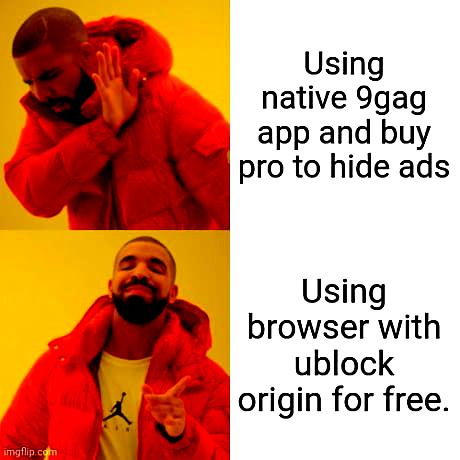 Using
native 9gag
app and buy
pro to hide ads
Using
browser with
ublock
origin for free.
imgflip.com